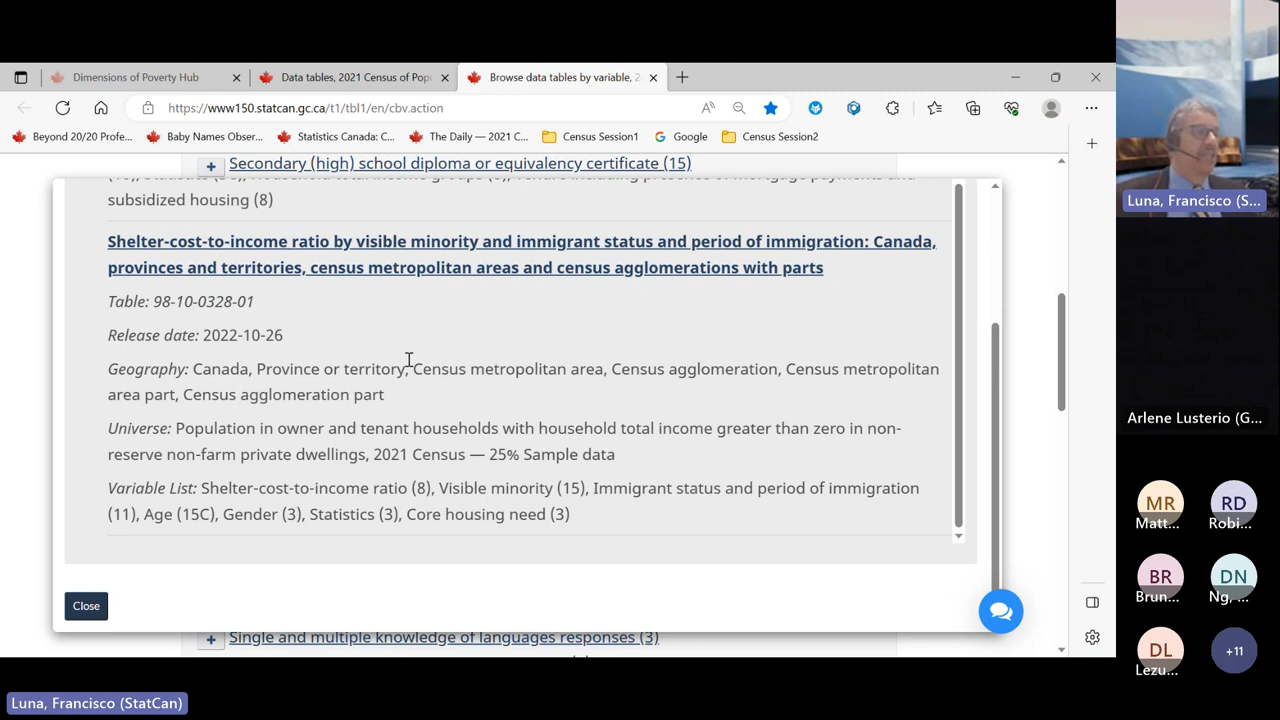 Dimensions of Poverty Hub
Data tables, 2021 Census of Pop
Browse data tables by variable, 2
https://www150.statcan.gc.ca/t1/tbl1/en/cbv.action
Beyond 20/20 Profe...
Baby Names Obser...
Statistics Canada: C...
The Daily — 2021 C...
Census Session1
Google
Census Session2
Secondary (high) school diploma or equivalency certificate (15)
subsidized housing (8)
Shelter-cost-to-income ratio by visible minority and immigrant status and period of immigration: Canada,
provinces and territories, census metropolitan areas and census agglomerations with parts
Table: 98-10-0328-01
Release date: 2022-10-26
Geography: Canada, Province or territory, Census metropolitan area, Census agglomeration, Census metropolitan
area part, Census agglomeration part
Universe: Population in owner and tenant households with household total income greater than zero in non-
reserve non-farm private dwellings, 2021 Census — 25% Sample data
Variable List: Shelter-cost-to-income ratio (8), Visible minority (15), Immigrant status and period of immigration
(11), Age (15C), Gender (3), Statistics (3), Core housing need (3)
Close
Single and multiple knowledge of languages responses (3)
Luna, Francisco (StatCan)
Luna, Francisco (S...
Arlene Lusterio (G...
MR
RD
Matt...
Robi...
BR
DN
Brun...
Ng, ...
DL
+11
Lezu...